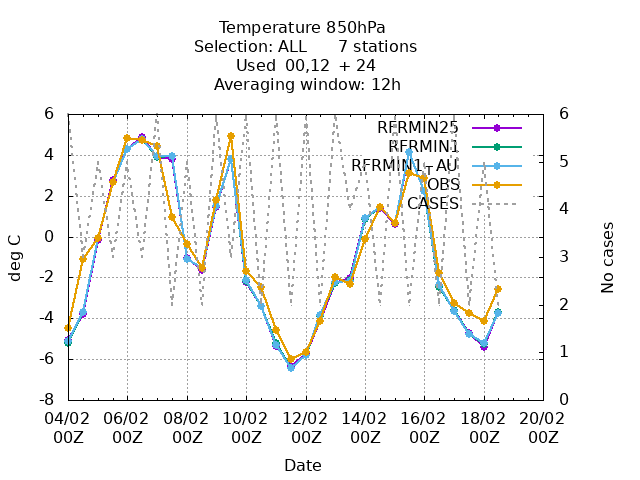 Temperature 850hPa
Selection: ALL 7 stations
Used 00,12 + 24
Averaging window: 12h
RFRMIN25
RFRMIN1
RFRMIN1-AU
OBS
CASES
6
4
2
0
-2
-4
-6
-8
deg C
6
5
4
3
2
1
0
No cases
04/02 06/02 08/02 10/02 12/02 14/02 16/02 18/02 20/02
00Z 00Z 00Z 00Z 00Z 00Z 00Z 00Z 00Z
Date